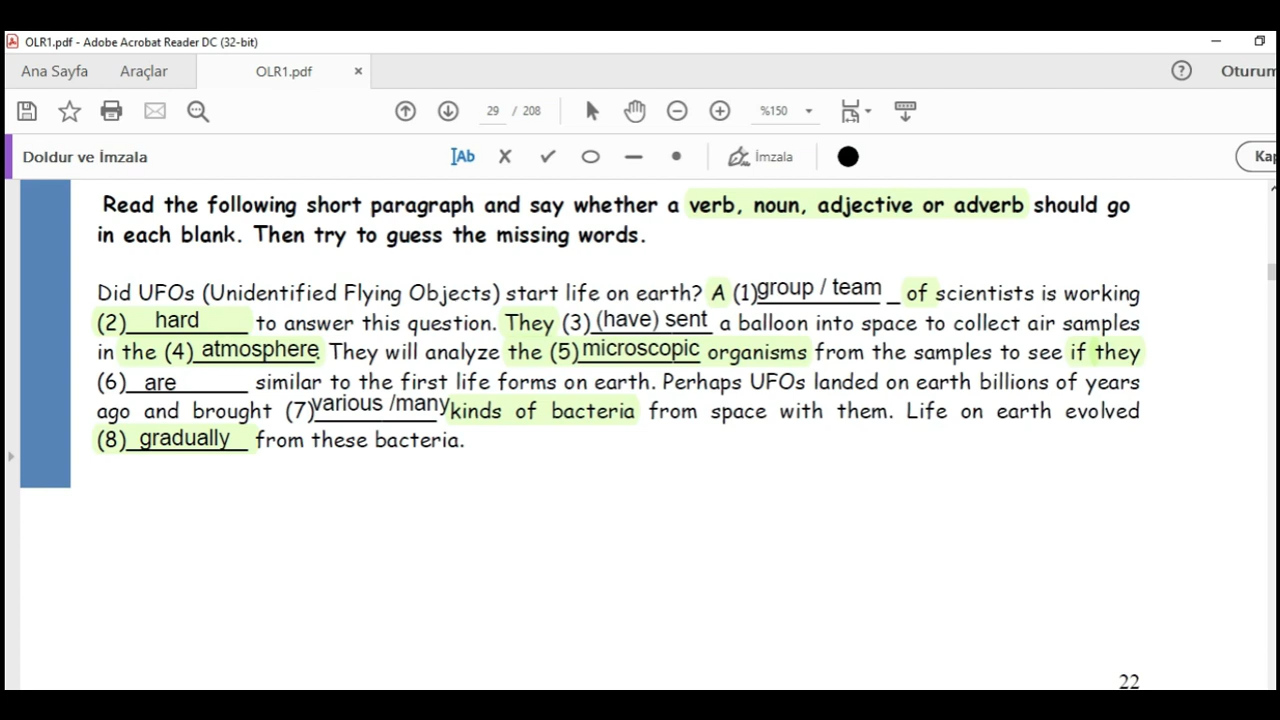 OLR1.pdf - Adobe Acrobat Reader DC (32-bit)
Ana Sayfa Araçlar OLR1.pdf × ? Oturum
29 / 208 %150
Doldur ve İmzala Ab İmzala Kap
Read the following short paragraph and say whether a verb, noun, adjective or adverb should go
in each blank. Then try to guess the missing words.
Did UFOs (Unidentified Flying Objects) start life on earth? A (1) group / team _ of scientists is working
(2) hard to answer this question. They (3) (have) sent a balloon into space to collect air samples
in the (4) atmosphere. They will analyze the (5) microscopic organisms from the samples to see if they
(6) are similar to the first life forms on earth. Perhaps UFOs landed on earth billions of years
ago and brought (7) various /many kinds of bacteria from space with them. Life on earth evolved
(8) gradually from these bacteria.
22